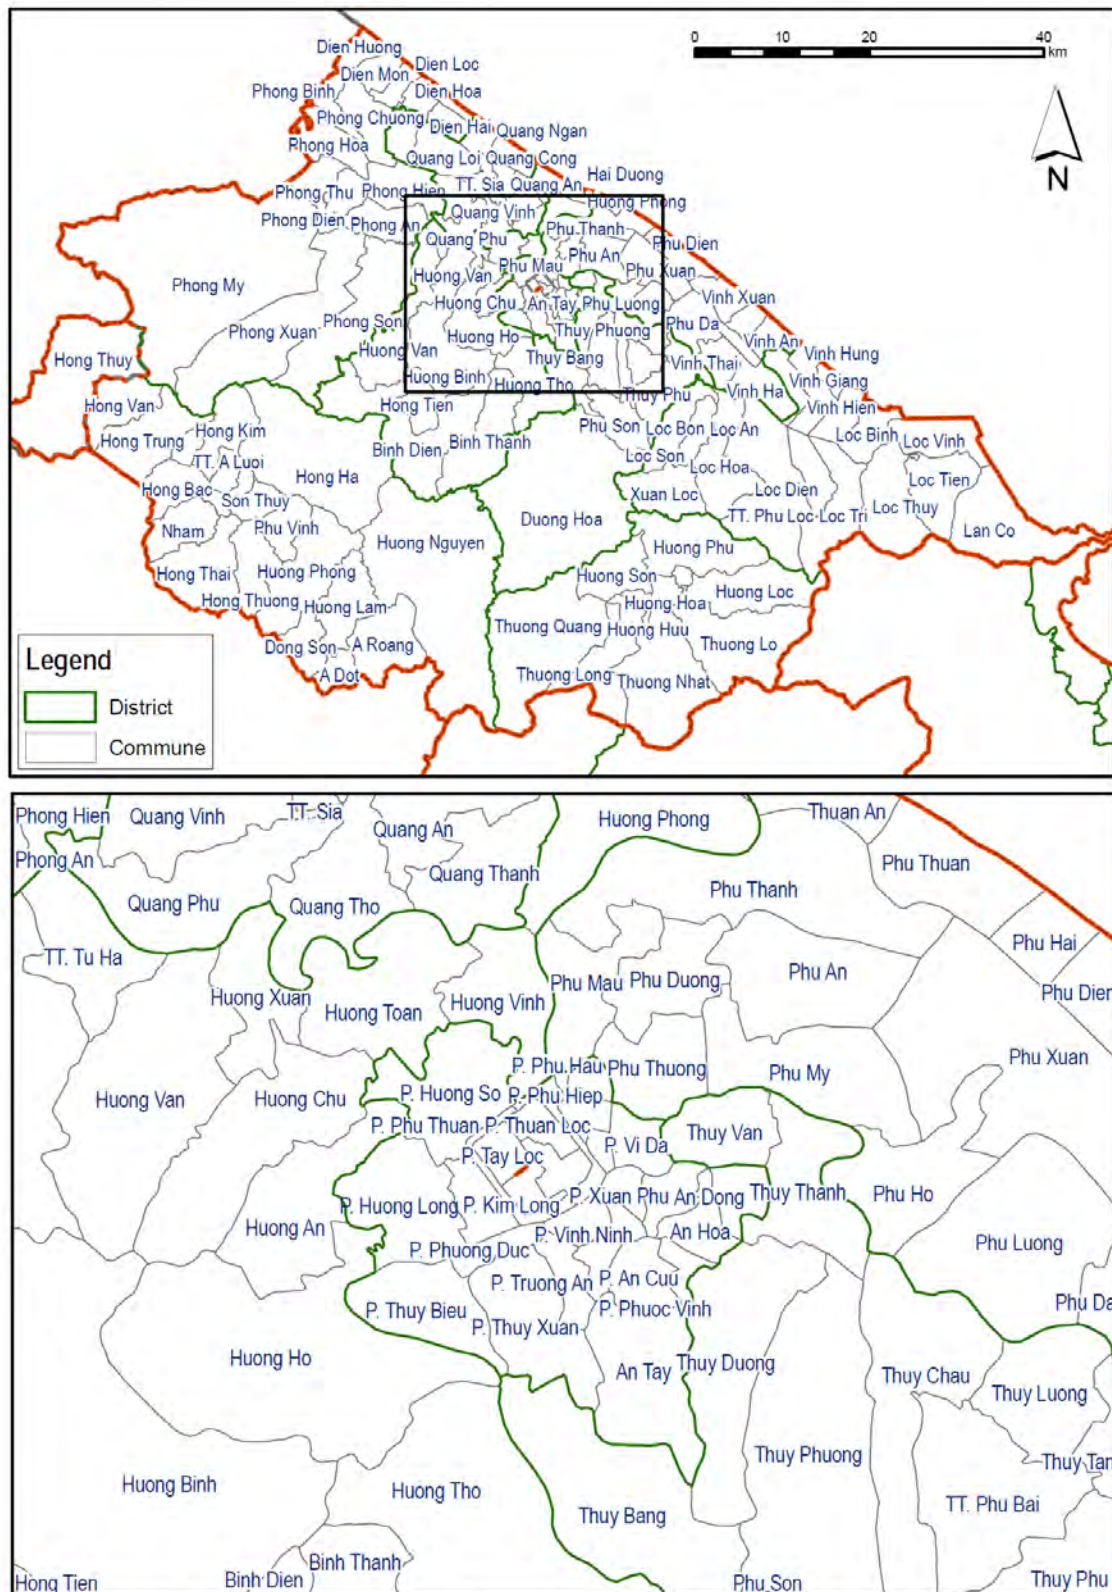 0 10 20 40
km
Dien Huong
Dien Loc
Dien Mon
Phong Binh
Dien Hoa
Phong Chuong
Dien Hai
Quang Ngan
Phong Hoa
Quang Loi
Quang Cong
Hai Duong
Phong Thu
Phong Hien
TT. Sia
Quang An
Huong Phong
N
Phong Dien
Phong An
Quang Vinh
Phu Thanh
Quang Phu
Phu Dien
Phu An
Phu Mau
Phu Xuan
Huong Van
Phong My
Vinh Xuan
Huong Chu
An Tay
Phu Luong
Phong Son
Phu Da
Phong Xuan
Thuy Phuong
Huong Ho
Vinh An
Hong Thuy
Huong Van
Thuy Bang
Vinh Thai
Vinh Hung
Huong Binh
Huong Tho
Vinh Giang
Thuy Phu
Vinh Ha
Hong Van
Hong Tien
Vinh Hien
Hong Kim
Phu Son
Loc Bon
Loc An
Loc Binh
Hong Trung
Binh Dien
Binh Thanh
Loc Vinh
TT. A Luoi
Loc Son
Loc Hoa
Hong Ha
Loc Tien
Hong Bac
Son Thuy
Xuan Loc
Loc Dien
Loc Thuy
Nham
Phu Vinh
Duong Hoa
TT. Phu Loc
Loc Tri
Lan Co
Huong Nguyen
Huong Phu
Hong Thai
Huong Phong
Huong Son
Huong Loc
Hong Thuong
Huong Lam
Huong Hoa
Thuong Quang
Huong Huu
Dong Son
A Roang
Thuong Lo
A Dot
Thuong Long
Thuong Nhat
Legend
District
Commune
Phong Hien
Quang Vinh
TT. Sia
Quang An
Huong Phong
Thuan An
Phong An
Quang Thanh
Phu Thuan
Quang Phu
Quang Tho
Phu Thanh
TT. Tu Ha
Phu Hai
Phu Mau
Phu Duong
Phu An
Huong Xuan
Huong Toan
Huong Vinh
Phu Dien
P. Phu Hau
Phu Thuong
Phu My
Phu Xuan
Huong Van
Huong Chu
P. Huong So
P. Phu Hiep
P. Phu Thuan
P. Thuan Loc
P. Vi Da
Thuy Van
P. Tay Loc
P. Huong Long
P. Kim Long
P. Xuan Phu
An Dong
Thuy Thanh
Phu Ho
Huong An
P. Vinh Ninh
An Hoa
Phu Luong
P. Phuong Duc
P. Truong An
P. An Cuu
P. Thuy Bieu
P. Phuoc Vinh
Phu Da
P. Thuy Xuan
Huong Ho
An Tay
Thuy Duong
Thuy Chau
Thuy Luong
Thuy Phuong
Thuy Tan
Huong Binh
Huong Tho
Thuy Bang
TT. Phu Bai
Binh Thanh
Hong Tien
Binh Dien
Phu Son
Thuy Phu